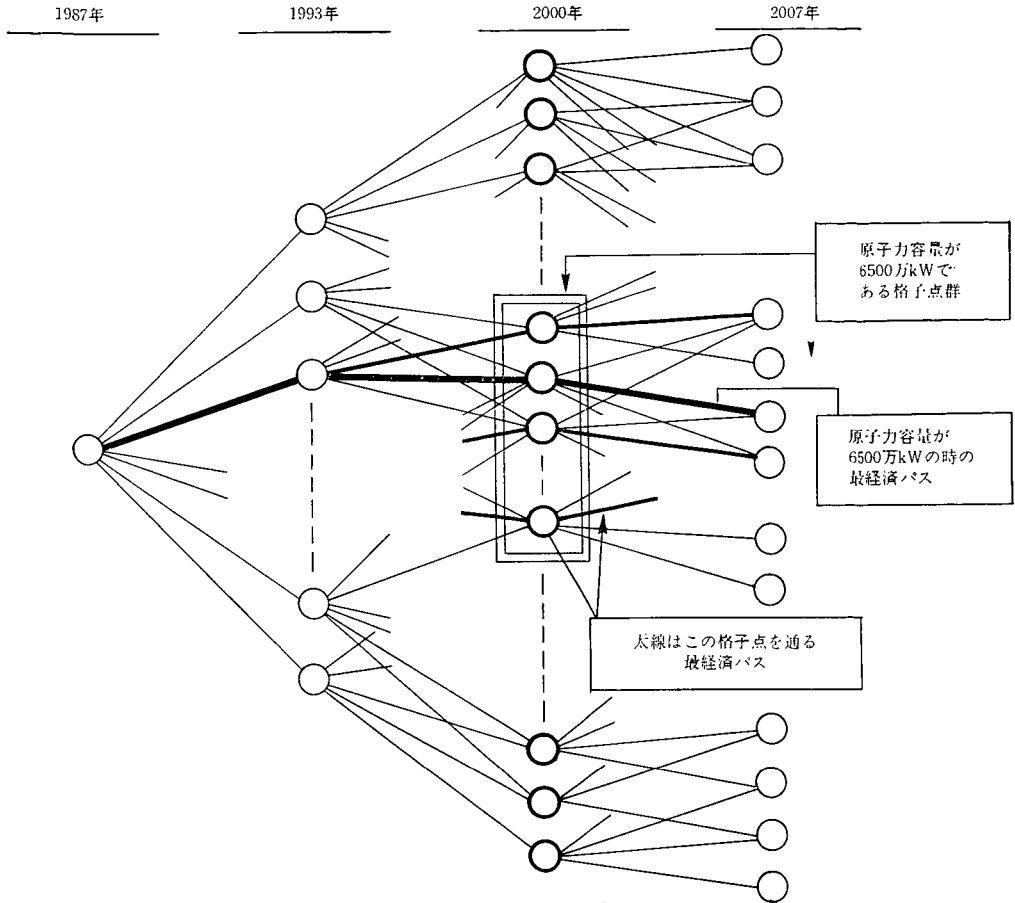 1987年
1993年
2000年
2007年
原子力容量が
6500万kWで
ある格子点群
原子力容量が
6500万kWの時の
最経済パス
太線はこの格子点を通る
最経済パス